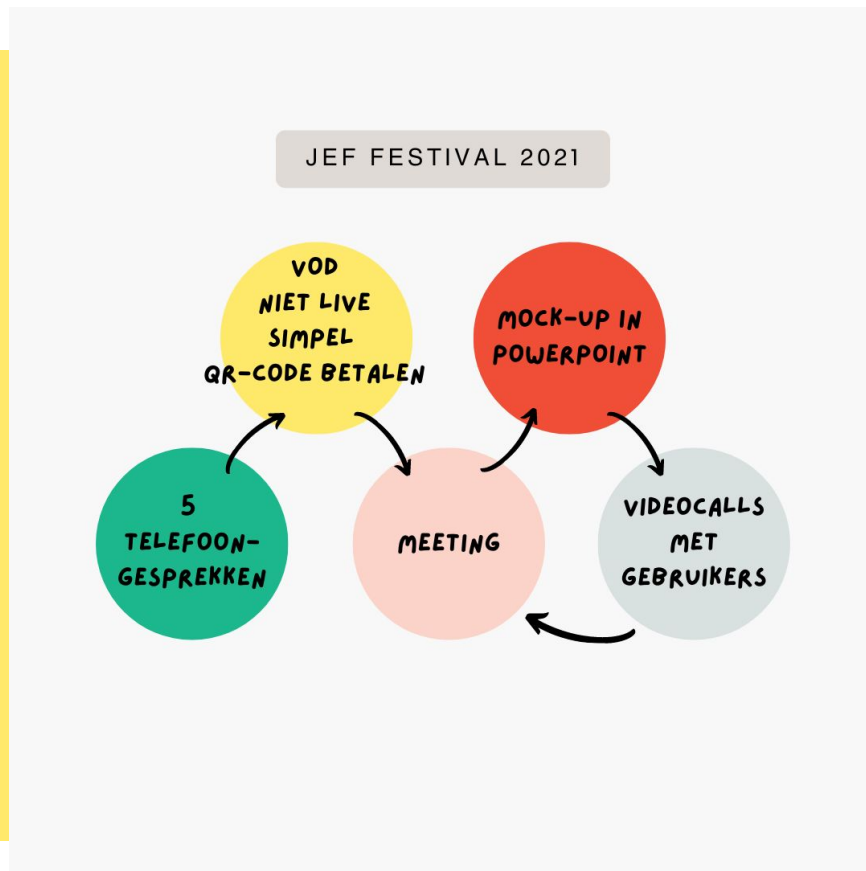 JEF FESTIVAL 2021
VOD
NIET LIVE
SIMPEL
QR-CODE BETALEN
MOCK-UP IN
POWERPOINT
5
TELEFOON-
GESPREKKEN
MEETING
VIDEOCALLS
MET
GEBRUIKERS